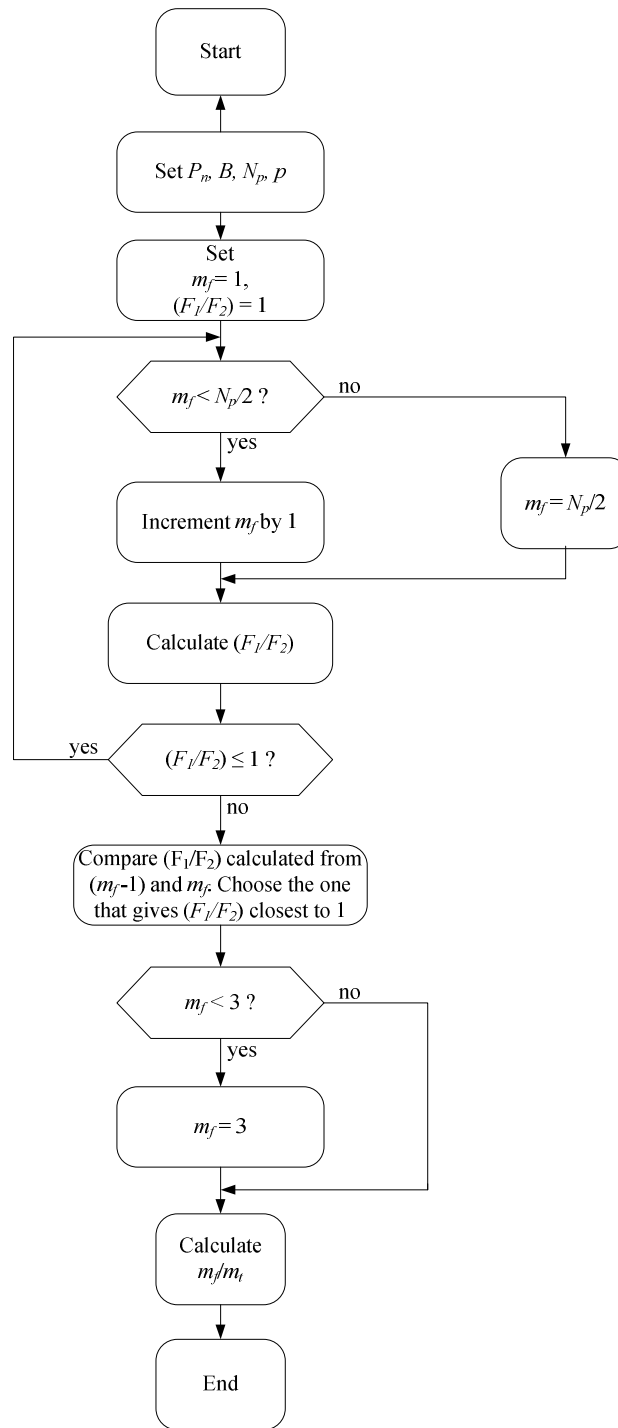 Start
Set Pn, B, Np, p
Set
mf = 1,
(F1/F2) = 1
mf < Np/2 ?
no
yes
Increment mf by 1
mf = Np/2
Calculate (F1/F2)
yes
(F1/F2) ≤ 1 ?
no
Compare (F1/F2) calculated from
(mf-1) and mf. Choose the one
that gives (F1/F2) closest to 1
mf < 3 ?
no
yes
mf = 3
Calculate
mf/mt
End